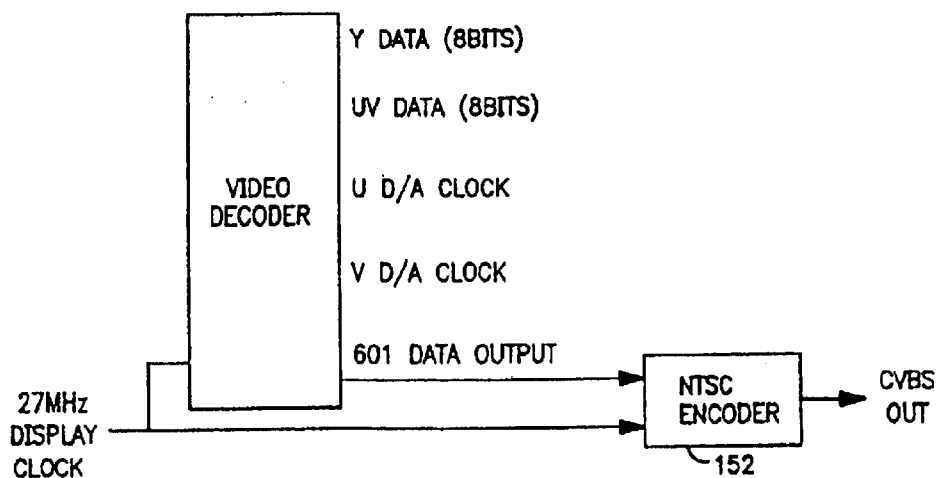 Y DATA (8BITS)
UV DATA (8BITS)
VIDEO
DECODER
U D/A CLOCK
V D/A CLOCK
601 DATA OUTPUT
27MHz
DISPLAY
CLOCK
NTSC
ENCODER
CVBS
OUT
152